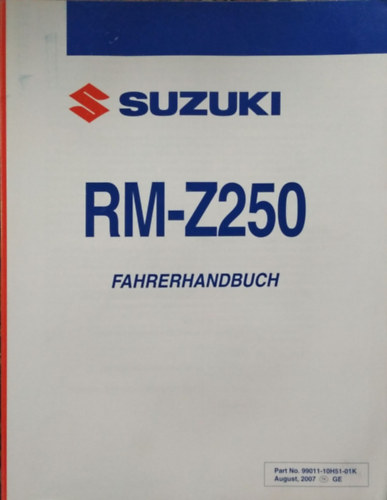 SUZUKI
RM-Z250
FAHRERHANDBUCH
Part No. 99011-10H51-01K
August, 2007 GE